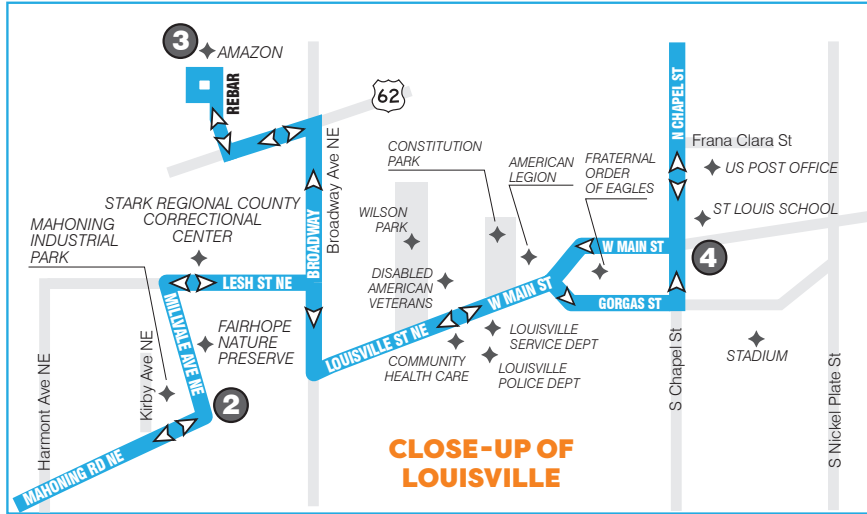 3
AMAZON
REBAR
62
N CHAPEL ST
Frana Clara St
US POST OFFICE
CONSTITUTION
PARK
AMERICAN
LEGION
FRATERNAL
ORDER
OF EAGLES
Broadway Ave NE
STARK REGIONAL COUNTY
CORRECTIONAL
CENTER
MAHONING
INDUSTRIAL
PARK
WILSON
PARK
ST LOUIS SCHOOL
W MAIN ST
4
BROADWAY
LESH ST NE
DISABLED
AMERICAN
VETERANS
W MAIN ST
GORGAS ST
MILLVALE AVE NE
FAIRHOPE
NATURE
PRESERVE
LOUISVILLE ST NE
COMMUNITY
HEALTH CARE
LOUISVILLE
SERVICE DEPT
LOUISVILLE
POLICE DEPT
STADIUM
S Chapel St
S Nickel Plate St
Harmont Ave NE
Kirby Ave NE
2
MAHONING RD NE
CLOSE-UP OF
LOUISVILLE